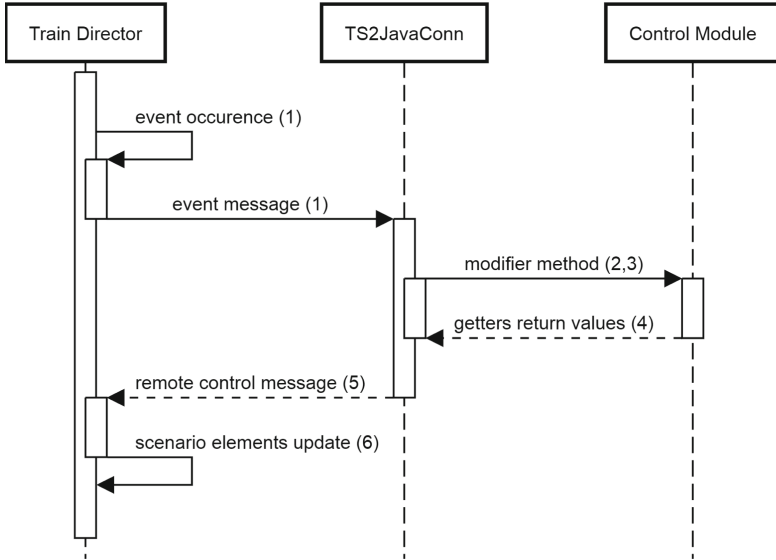 Train Director
TS2JavaConn
Control Module
event occurence (1)
event message (1)
modifier method (2,3)
getters return values (4)
remote control message (5)
scenario elements update (6)